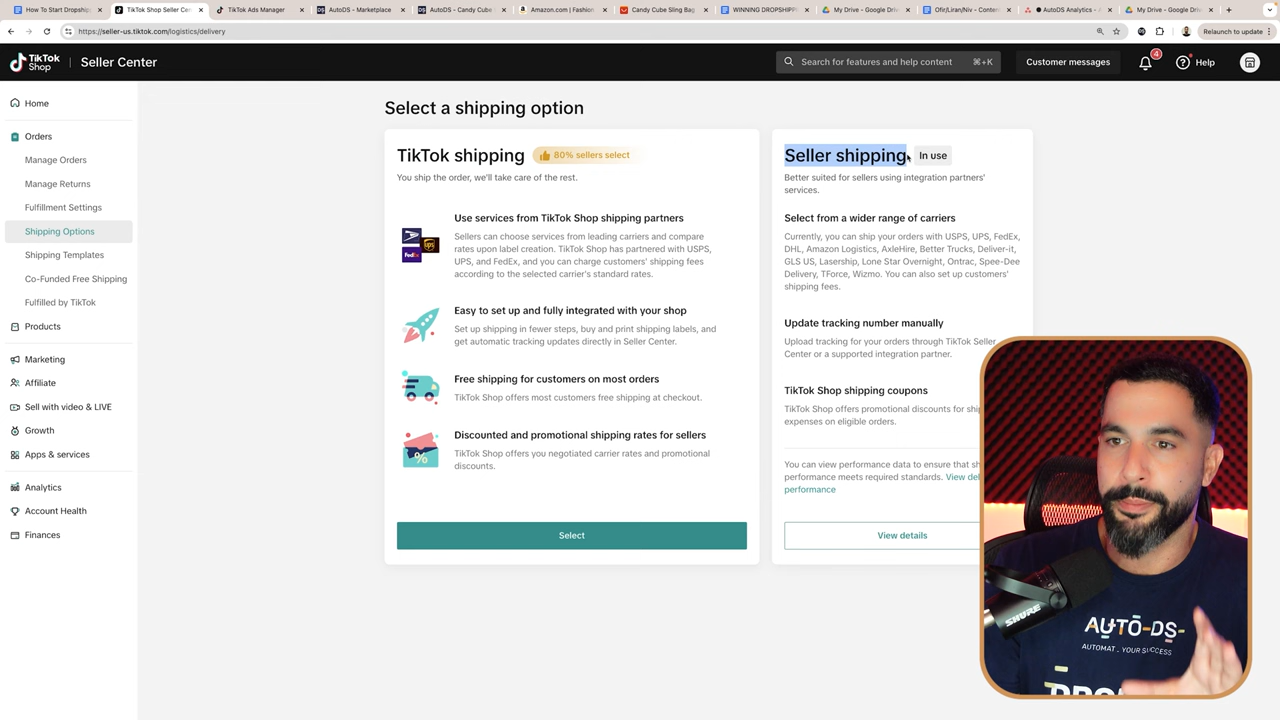 How To Start Dropship
TikTok Shop Seller Cen
TikTok Ads Manager
AutoDS - Marketplace
AutoDS - Candy Cube
Amazon.com | Fashion
Candy Cube Sling Bag
WINNING DROPSHIPP
My Drive - Google Driv
Ofir/Liran/Niv - Conten
AutoDS Analytics -
My Drive - Google Driv
https://seller-us.tiktok.com/logistics/delivery
Relaunch to update
TikTok
Shop
Seller Center
Search for features and help content
⌘+K
Customer messages
4
Help
Home
Orders
Manage Orders
Manage Returns
Fulfillment Settings
Shipping Options
Shipping Templates
Co-Funded Free Shipping
Fulfilled by TikTok
Products
Marketing
Affiliate
Sell with video & LIVE
Growth
Apps & services
Analytics
Account Health
Finances
Select a shipping option
TikTok shipping
80% sellers select
You ship the order, we'll take care of the rest.
Use services from TikTok Shop shipping partners
Sellers can choose services from leading carriers and compare
rates upon label creation. TikTok Shop has partnered with USPS,
UPS, and FedEx, and you can charge customers' shipping fees
according to the selected carrier's standard rates.
ups
FedEx
Easy to set up and fully integrated with your shop
Set up shipping in fewer steps, buy and print shipping labels, and
get automatic tracking updates directly in Seller Center.
Free shipping for customers on most orders
TikTok Shop offers most customers free shipping at checkout.
Discounted and promotional shipping rates for sellers
TikTok Shop offers you negotiated carrier rates and promotional
discounts.
%
Select
Seller shipping
In use
Better suited for sellers using integration partners'
services.
Select from a wider range of carriers
Currently, you can ship your orders with USPS, UPS, FedEx,
DHL, Amazon Logistics, AxleHire, Better Trucks, Deliver-it,
GLS US, Lasership, Lone Star Overnight, Ontrac, Spee-Dee
Delivery, TForce, Wizmo. You can also set up customers'
shipping fees.
Update tracking number manually
Upload tracking for your orders through TikTok Seller
Center or a supported integration partner.
TikTok Shop shipping coupons
TikTok Shop offers promotional discounts for ship
expenses on eligible orders.
You can view performance data to ensure that sh
performance meets required standards. View del
performance
View details
SHURE
AUTO-DS
AUTOMATE YOUR SUCCESS